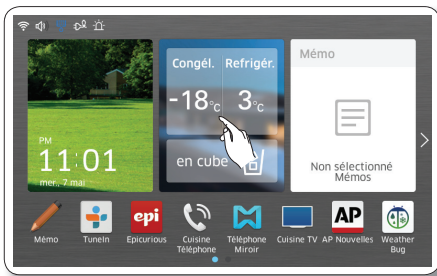 Congél. Refrigér.
-18°c 3°c
en cube
Mémo
Non sélectionné
Mémos
PM
11:01
mer., 7 mai
epi
AP
Mémo
TuneIn
Epicurious
Cuisine
Téléphone
Téléphone
Miroir
Cuisine TV
AP Nouvelles
Weather
Bug